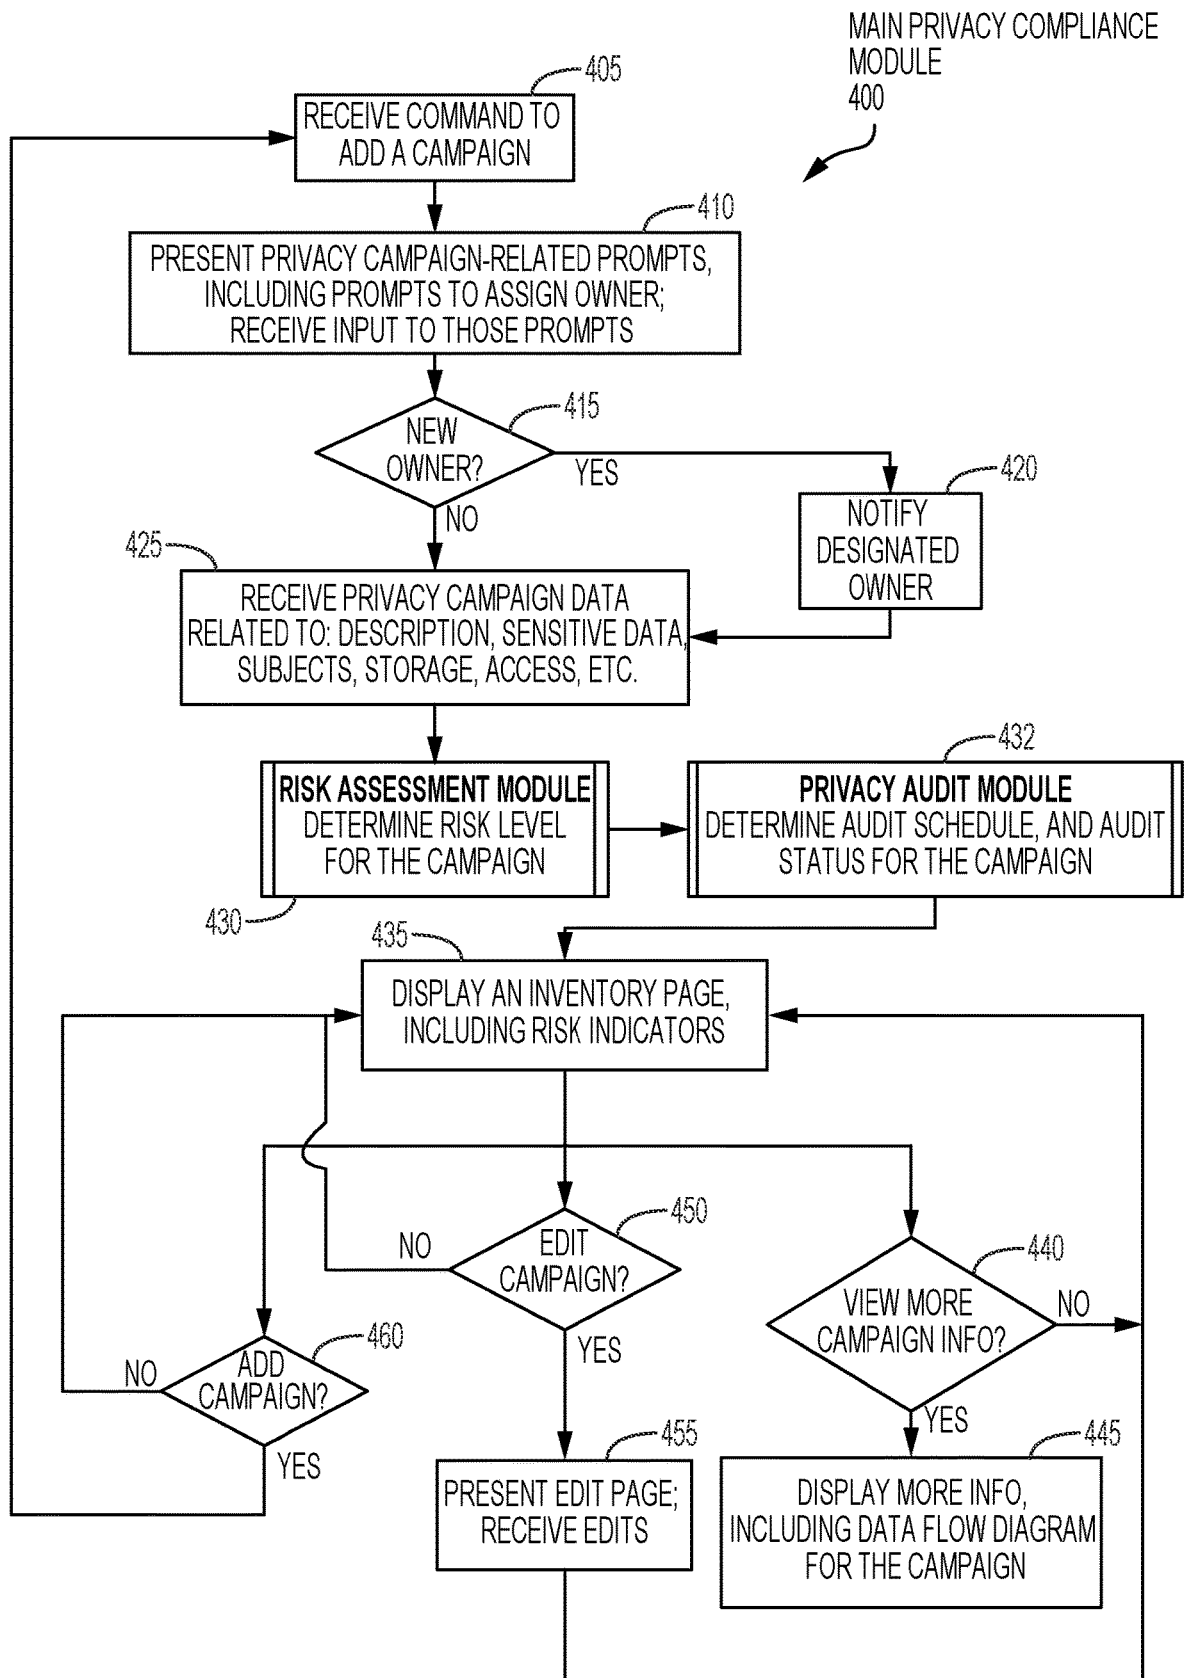 MAIN PRIVACY COMPLIANCE
MODULE
400
405
RECEIVE COMMAND TO
ADD A CAMPAIGN
410
PRESENT PRIVACY CAMPAIGN-RELATED PROMPTS,
INCLUDING PROMPTS TO ASSIGN OWNER;
RECEIVE INPUT TO THOSE PROMPTS
415
NEW
OWNER?
YES
NO
420
NOTIFY
DESIGNATED
OWNER
425
RECEIVE PRIVACY CAMPAIGN DATA
RELATED TO: DESCRIPTION, SENSITIVE DATA,
SUBJECTS, STORAGE, ACCESS, ETC.
RISK ASSESSMENT MODULE
DETERMINE RISK LEVEL
FOR THE CAMPAIGN
430
432
PRIVACY AUDIT MODULE
DETERMINE AUDIT SCHEDULE, AND AUDIT
STATUS FOR THE CAMPAIGN
435
DISPLAY AN INVENTORY PAGE,
INCLUDING RISK INDICATORS
450
EDIT
CAMPAIGN?
NO
YES
440
VIEW MORE
CAMPAIGN INFO?
NO
YES
460
ADD
CAMPAIGN?
NO
YES
455
PRESENT EDIT PAGE;
RECEIVE EDITS
445
DISPLAY MORE INFO,
INCLUDING DATA FLOW DIAGRAM
FOR THE CAMPAIGN